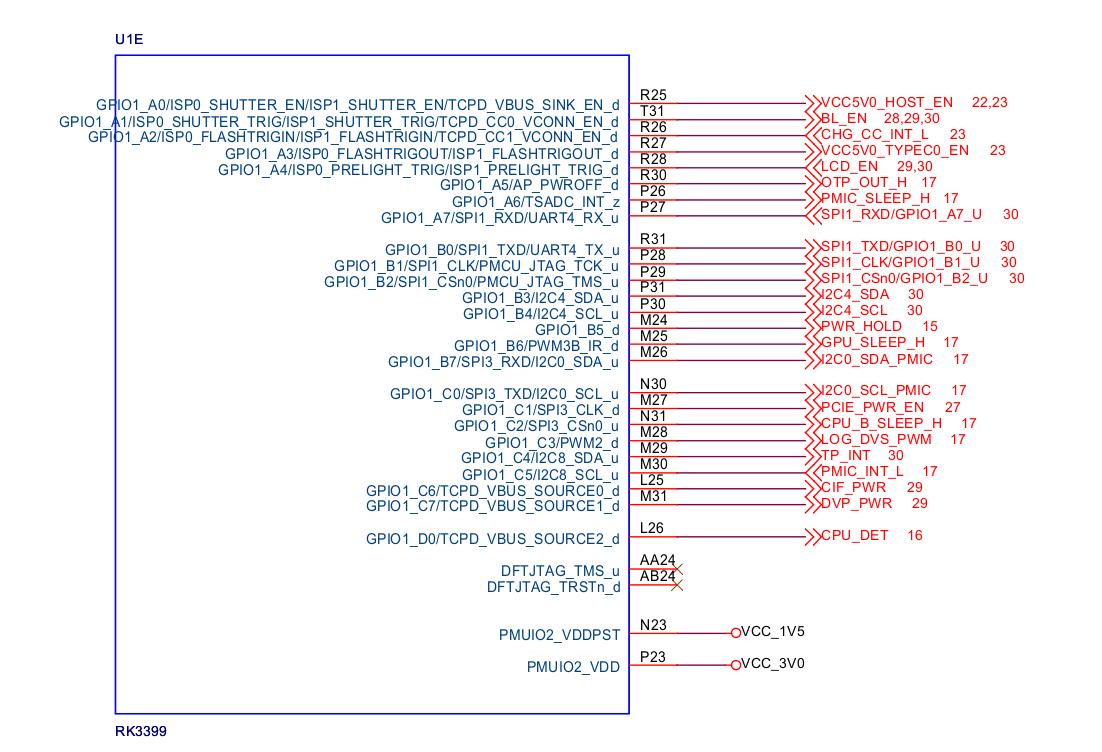 U1E
GPIO1_A0/ISP0_SHUTTER_EN/ISP1_SHUTTER_EN/TCPD_VBUS_SINK_EN_d R25 VCC5V0_HOST_EN 22,23
GPIO1_A1/ISP0_SHUTTER_TRIG/ISP1_SHUTTER_TRIG/TCPD_CC0_VCONN_EN_d T31 BL_EN 28,29,30
GPIO1_A2/ISP0_FLASHTRIGIN/ISP1_FLASHTRIGIN/TCPD_CC1_VCONN_EN_d R26 CHG_CC_INT_L 23
GPIO1_A3/ISP0_FLASHTRIGOUT/ISP1_FLASHTRIGOUT_d R27 VCC5V0_TYPEC0_EN 23
GPIO1_A4/ISP0_PRELIGHT_TRIG/ISP1_PRELIGHT_TRIG_d R28 LCD_EN 29,30
GPIO1_A5/AP_PWROFF_d R30 OTP_OUT_H 17
GPIO1_A6/TSADC_INT_z P26 PMIC_SLEEP_H 17
GPIO1_A7/SPI1_RXD/UART4_RX_u P27 SPI1_RXD/GPIO1_A7_U 30
GPIO1_B0/SPI1_TXD/UART4_TX_u R31 SPI1_TXD/GPIO1_B0_U 30
GPIO1_B1/SPI1_CLK/PMCU_JTAG_TCK_u P28 SPI1_CLK/GPIO1_B1_U 30
GPIO1_B2/SPI1_CSn0/PMCU_JTAG_TMS_u P29 SPI1_CSn0/GPIO1_B2_U 30
GPIO1_B3/I2C4_SDA_u P31 I2C4_SDA 30
GPIO1_B4/I2C4_SCL_u P30 I2C4_SCL 30
GPIO1_B5_d M24 PWR_HOLD 15
GPIO1_B6/PWM3B_IR_d M25 GPU_SLEEP_H 17
GPIO1_B7/SPI3_RXD/I2C0_SDA_u M26 I2C0_SDA_PMIC 17
GPIO1_C0/SPI3_TXD/I2C0_SCL_u N30 I2C0_SCL_PMIC 17
GPIO1_C1/SPI3_CLK_d M27 PCIE_PWR_EN 27
GPIO1_C2/SPI3_CSn0_u N31 CPU_B_SLEEP_H 17
GPIO1_C3/PWM2_d M28 LOG_DVS_PWM 17
GPIO1_C4/I2C8_SDA_u M29 TP_INT 30
GPIO1_C5/I2C8_SCL_u M30 PMIC_INT_L 17
GPIO1_C6/TCPD_VBUS_SOURCE0_d L25 CIF_PWR 29
GPIO1_C7/TCPD_VBUS_SOURCE1_d M31 DVP_PWR 29
GPIO1_D0/TCPD_VBUS_SOURCE2_d L26 CPU_DET 16
DFTJTAG_TMS_u AA24
DFTJTAG_TRSTn_d AB24
PMUIO2_VDDPST N23 VCC_1V5
PMUIO2_VDD P23 VCC_3V0
RK3399